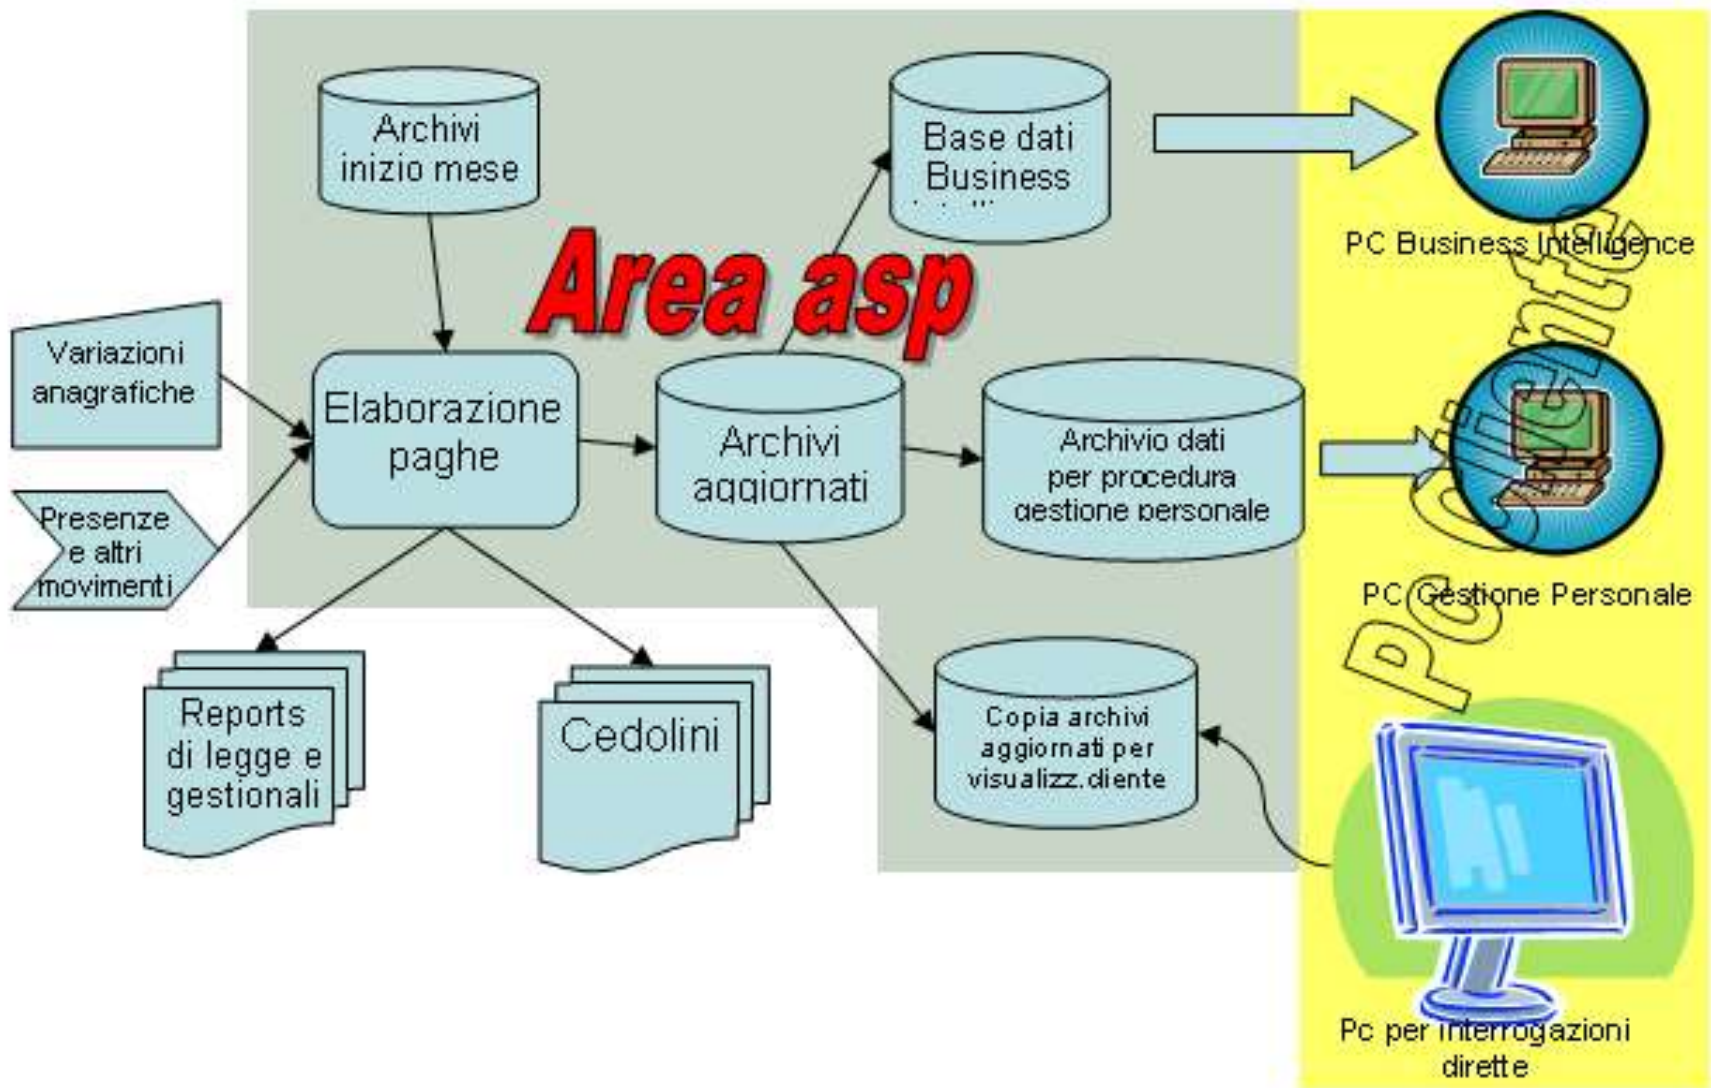 Archivi
inizio mese
Base dati
Business
PC Business Intelligence
Area asp
Variazioni
anagrafiche
Elaborazione
paghe
Archivi
aggiornati
Archivio dati
per procedura
gestione personale
Presenze
e altri
movimenti
PC Gestione Personale
Pc Cliente
Reports
di legge e
gestionali
Cedolini
Copia archivi
aggiornati per
visualizz.cliente
Pc per interrogazioni
dirette